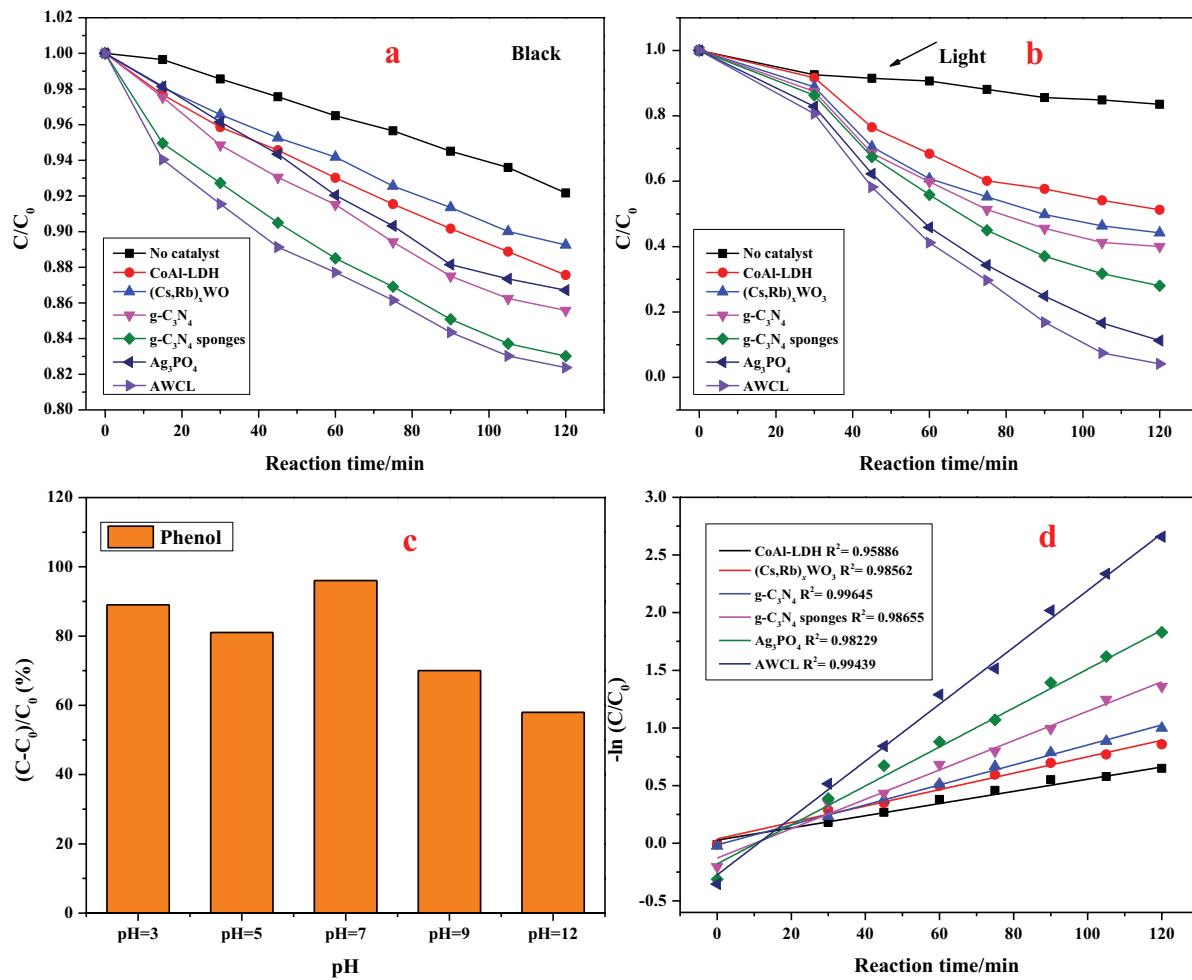 1.02
1.00
0.98
0.96
0.94
0.92
0.90
0.88
0.86
0.84
0.82
0.80
C/C₀
a
Black
No catalyst
CoAl-LDH
(Cs,Rb)ₓWO
g-C₃N₄
g-C₃N₄ sponges
Ag₃PO₄
AWCL
0 20 40 60 80 100 120
Reaction time/min
1.0
0.8
0.6
0.4
0.2
0.0
C/C₀
Light
b
No catalyst
CoAl-LDH
(Cs,Rb)ₓWO₃
g-C₃N₄
g-C₃N₄ sponges
Ag₃PO₄
AWCL
0 20 40 60 80 100 120
Reaction time/min
120
100
80
60
40
20
0
(C-C₀)/C₀ (%)
Phenol
c
pH=3 pH=5 pH=7 pH=9 pH=12
pH
3.0
2.5
2.0
1.5
1.0
0.5
0.0
-0.5
-ln (C/C₀)
d
CoAl-LDH R²= 0.95886
(Cs,Rb)ₓWO₃ R²= 0.98562
g-C₃N₄ R²= 0.99645
g-C₃N₄ sponges R²= 0.98655
Ag₃PO₄ R²= 0.98229
AWCL R²= 0.99439
0 20 40 60 80 100 120
Reaction time/min